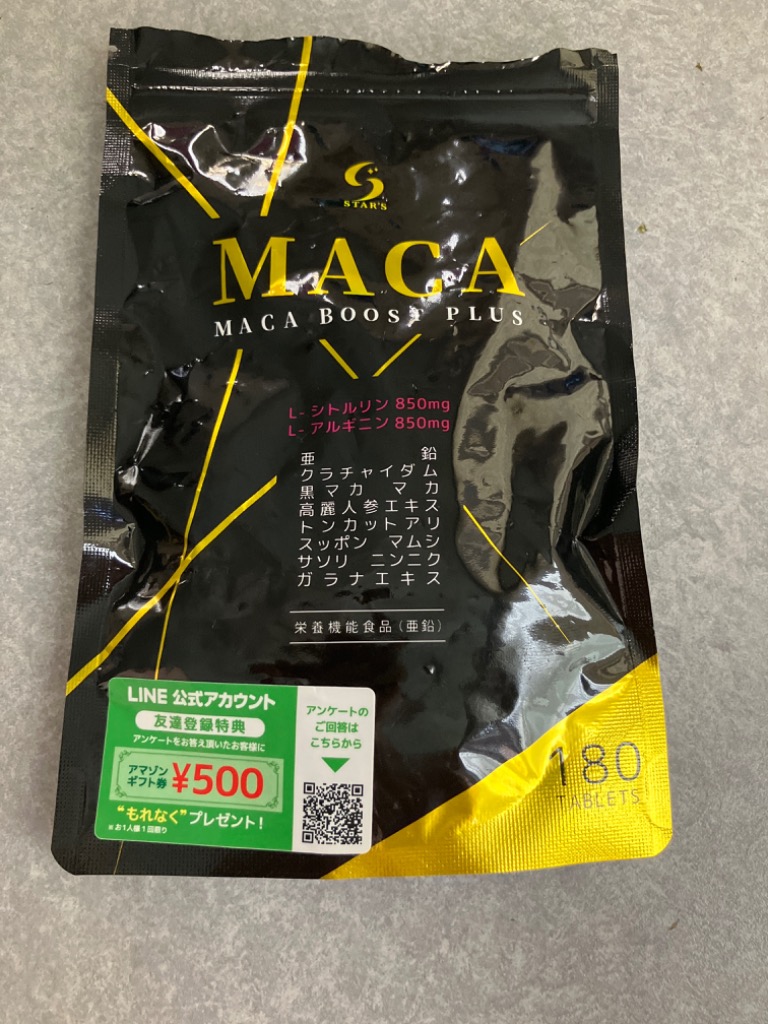 STAR'S
MACA
MACA BOOST PLUS
L-シトルリン 850mg
L-アルギニン 850mg
亜鉛
クラチャイダム
黒マカ マカ
高麗人参エキス
トンカットアリ
スッポン マムシ
サソリ ニンニク
ガラナエキス
栄養機能食品(亜鉛)
180
TABLETS
LINE 公式アカウント
友達登録特典
アンケートをお答え頂いたお客様に
アマゾン
ギフト券
¥500
"もれなく"プレゼント!
※お1人様1回限り
アンケートの
ご回答は
こちらから